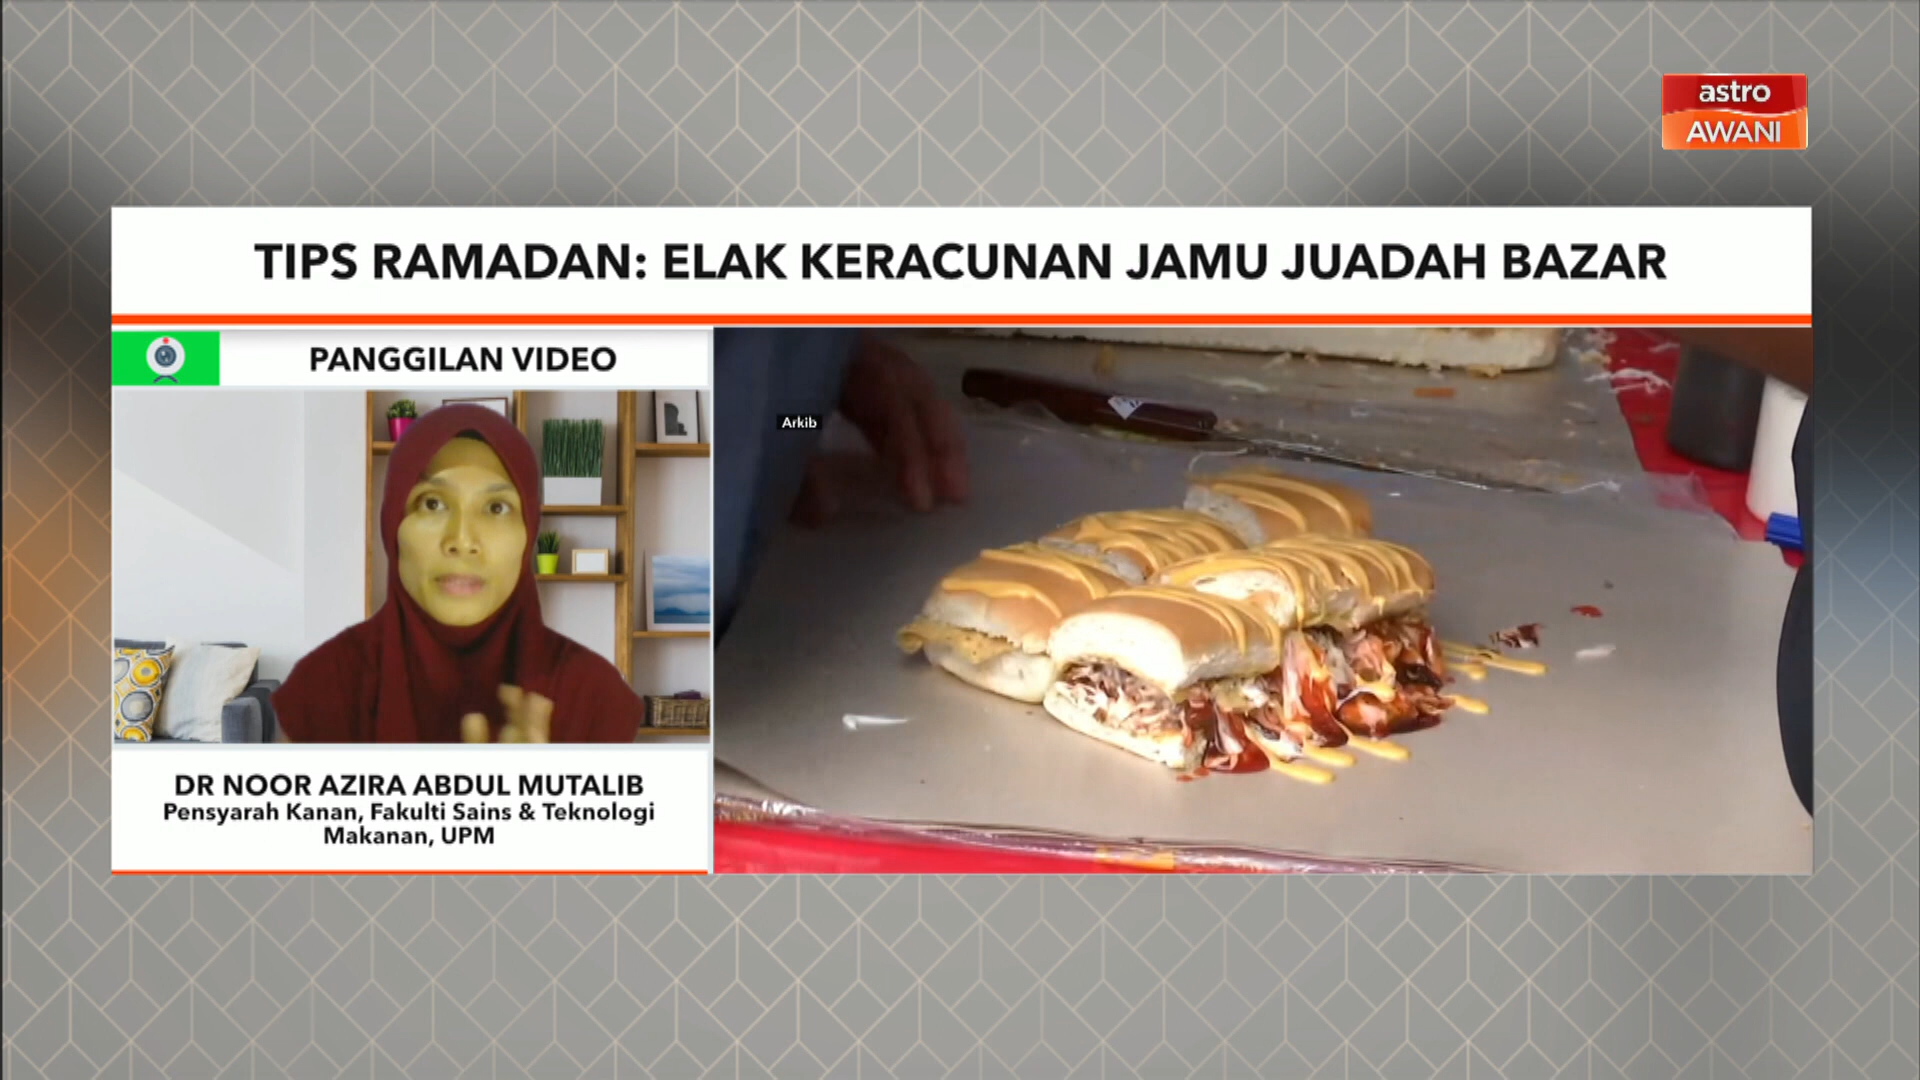 astro
AWANI
TIPS RAMADAN: ELAK KERACUNAN JAMU JUADAH BAZAR
PANGGILAN VIDEO
Arkib
DR NOOR AZIRA ABDUL MUTALIB
Pensyarah Kanan, Fakulti Sains & Teknologi
Makanan, UPM